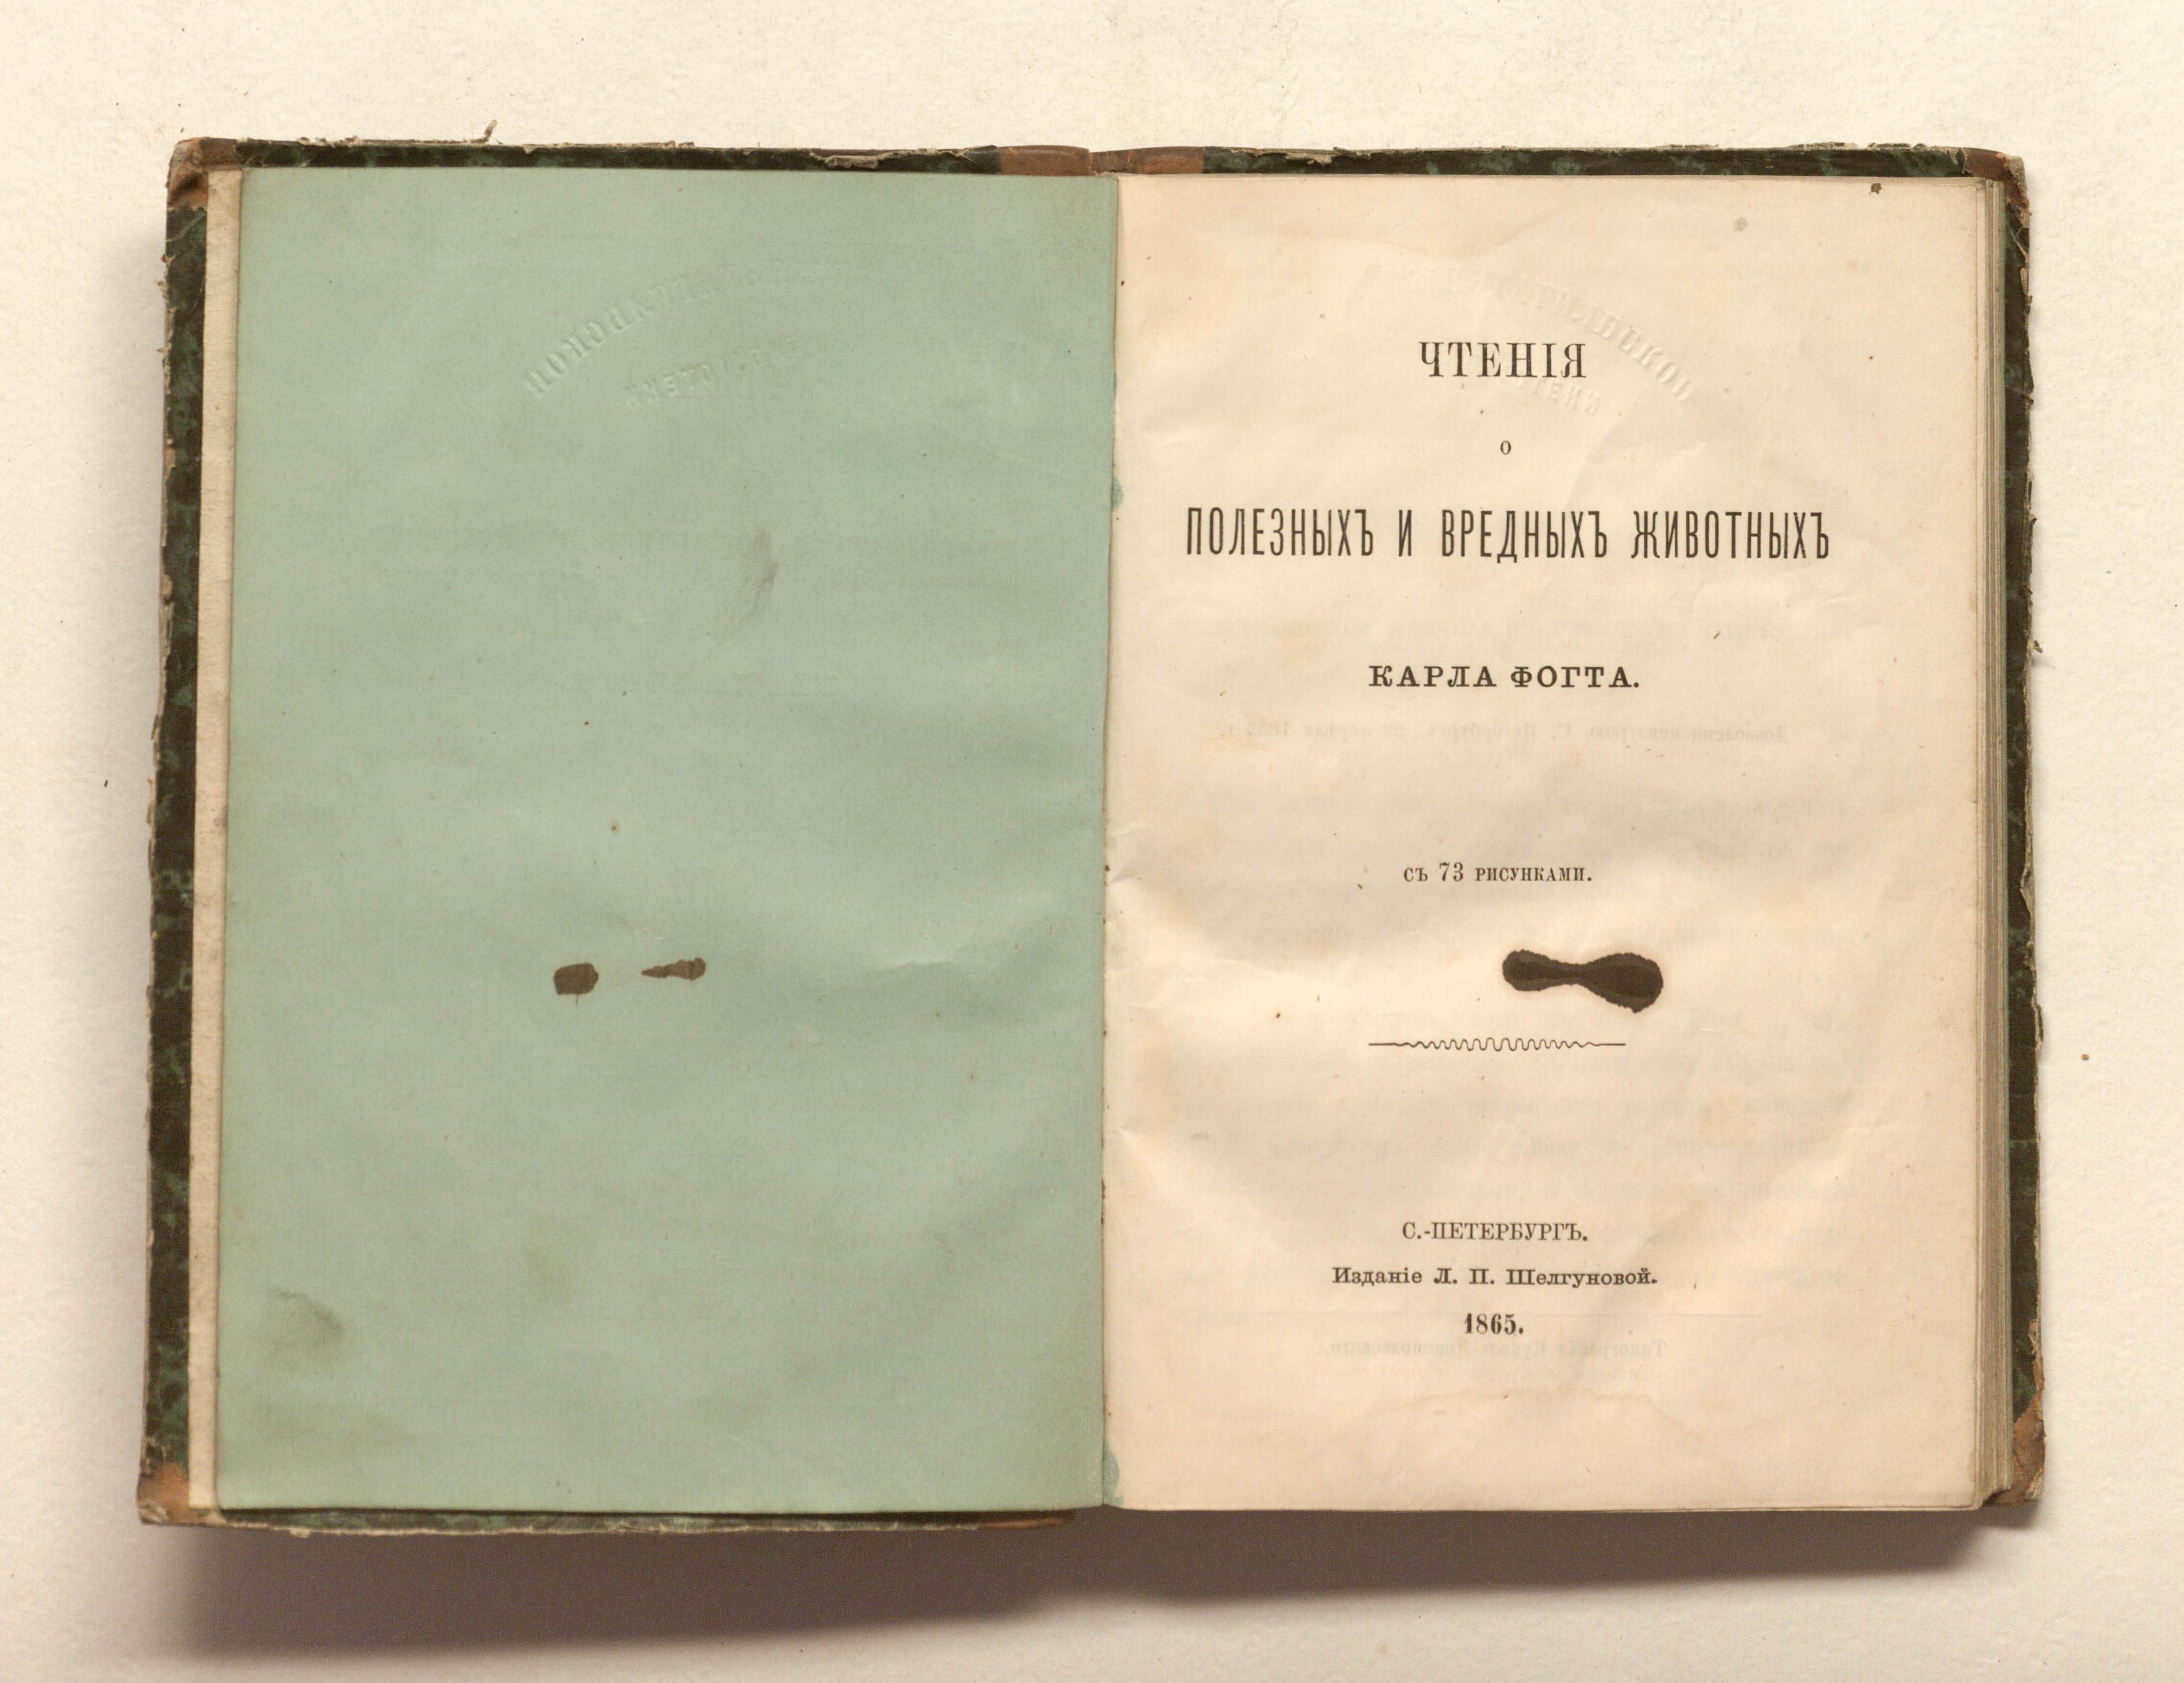 ЧТЕНІЯ
о
ПОЛЕЗНЫХЪ И ВРЕДНЫХЪ ЖИВОТНЫХЪ
КАРЛА ФОГТА.
СЪ 73 РИСУНКАМИ.
С.-ПЕТЕРБУРГЪ.
Изданіе Л. П. Шелгуновой.
1865.